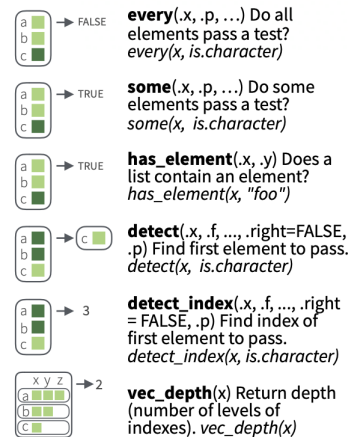 a
b
c
FALSE
every(.x, .p, …) Do all
elements pass a test?
every(x, is.character)
a
b
c
TRUE
some(.x, .p, …) Do some
elements pass a test?
some(x,  is.character)
a
b
c
TRUE
has_element(.x, .y) Does a
list contain an element?
has_element(x, "foo")
a
b
c
c
detect(.x, .f, ..., .right=FALSE,
.p) Find first element to pass.
detect(x,  is.character)
a
b
c
3
detect_index(.x, .f, ..., .right
= FALSE, .p) Find index of
first element to pass.
detect_index(x, is.character)
x y z
a
b
c
2
vec_depth(x) Return depth
(number of levels of
indexes). vec_depth(x)